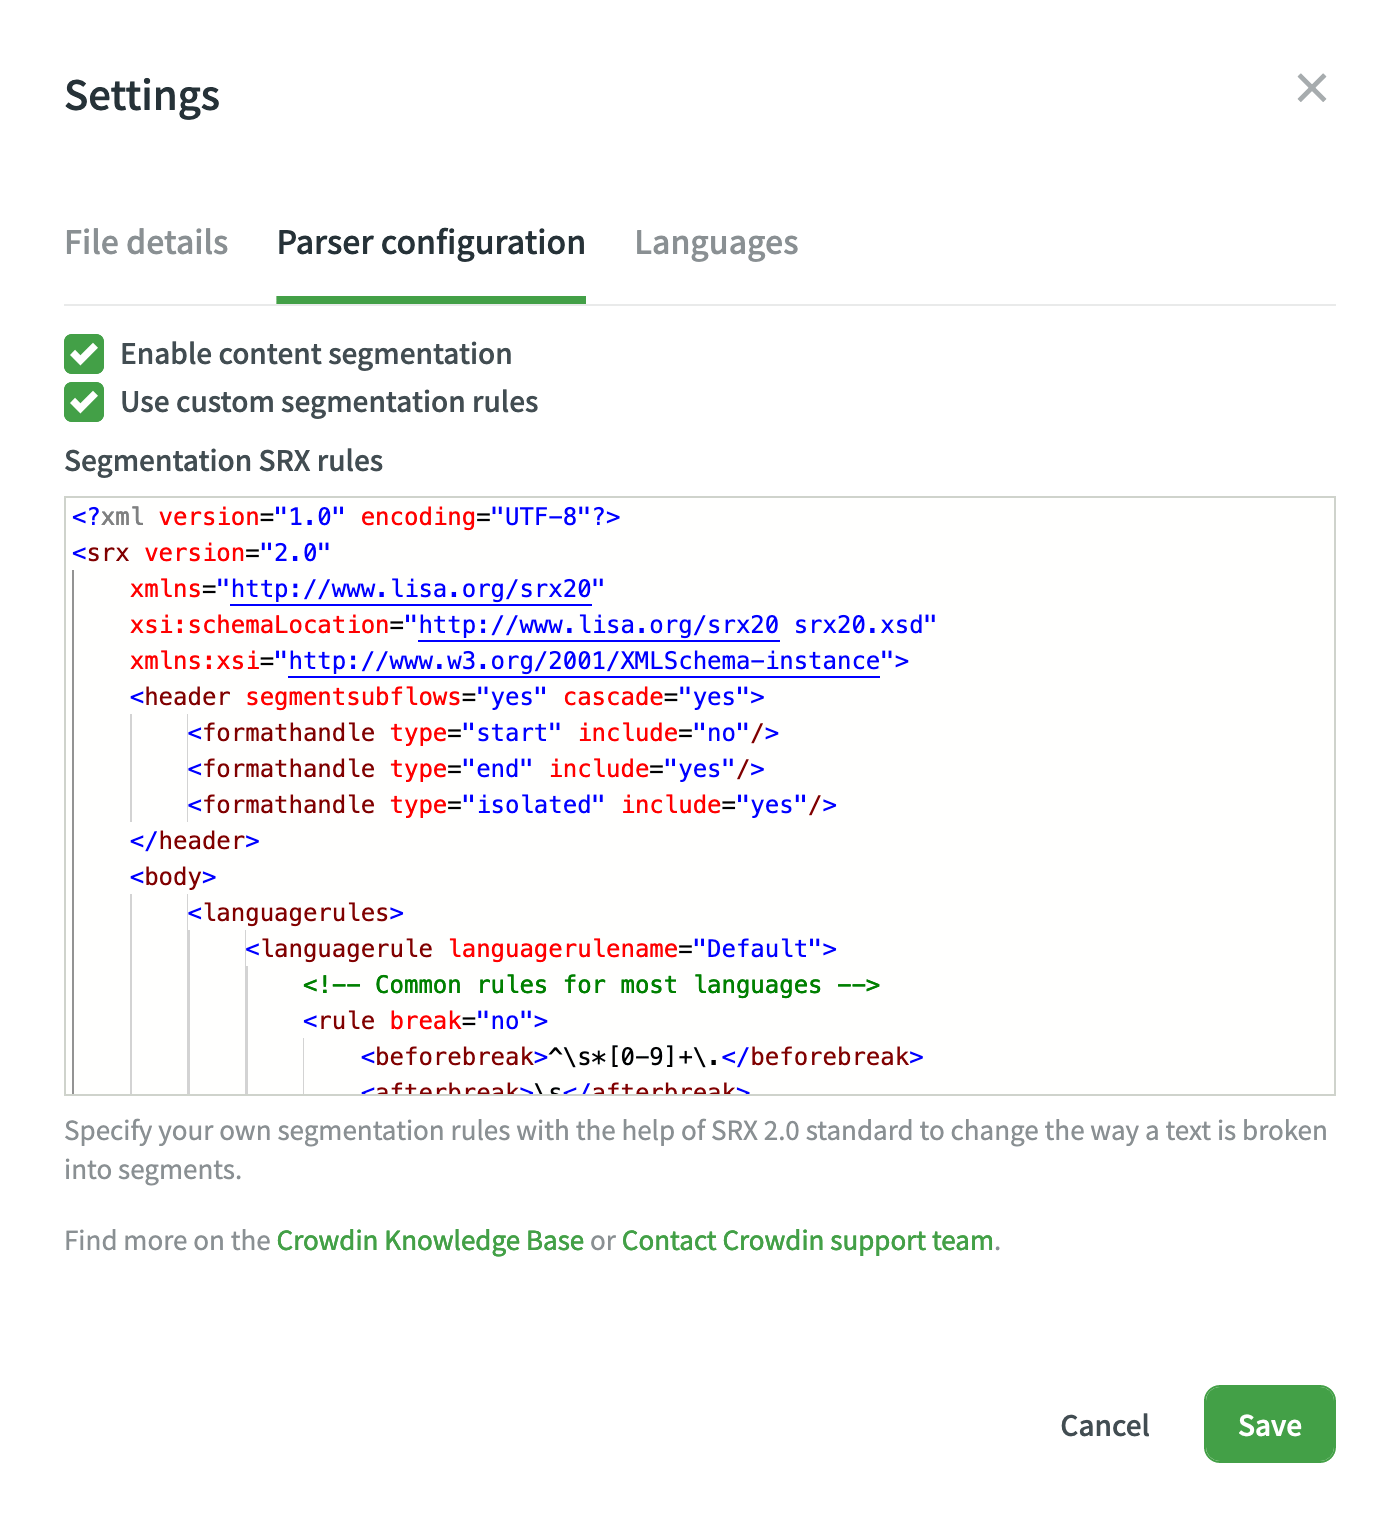 Settings
File details Parser configuration Languages
Enable content segmentation
Use custom segmentation rules
Segmentation SRX rules
<?xml version="1.0" encoding="UTF-8"?>
<srx version="2.0"
    xmlns="http://www.lisa.org/srx20"
    xsi:schemaLocation="http://www.lisa.org/srx20 srx20.xsd"
    xmlns:xsi="http://www.w3.org/2001/XMLSchema-instance">
    <header segmentsubflows="yes" cascade="yes">
        <formathandle type="start" include="no"/>
        <formathandle type="end" include="yes"/>
        <formathandle type="isolated" include="yes"/>
    </header>
    <body>
        <languagerules>
            <languagerule languagerulename="Default">
                <!-- Common rules for most languages -->
                <rule break="no">
                    <beforebreak>^\s*[0-9]+\.</beforebreak>
                    <afterbreak>\s</afterbreak>
Specify your own segmentation rules with the help of SRX 2.0 standard to change the way a text is broken
into segments.
Find more on the Crowdin Knowledge Base or Contact Crowdin support team.
Cancel Save